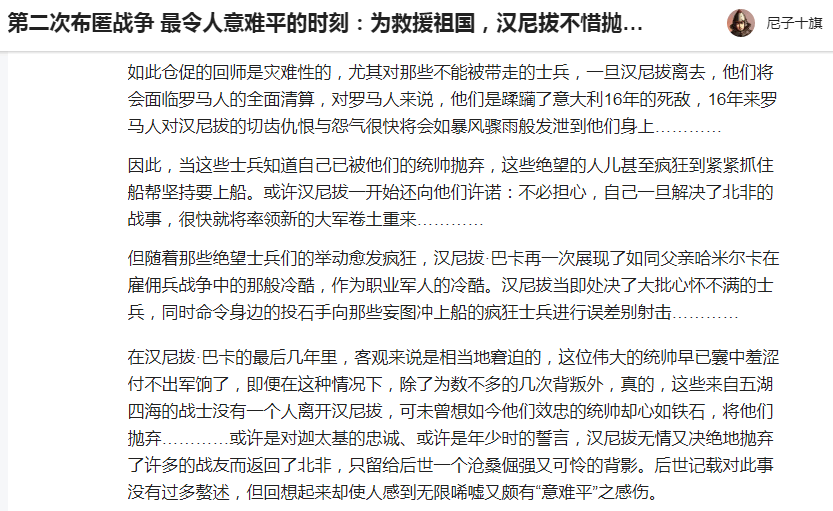 第二次布匿战争 最令人意难平的时刻：为救援祖国，汉尼拔不惜抛…
尼子十旗
如此仓促的回师是灾难性的，尤其对那些不能被带走的士兵，一旦汉尼拔离去，他们将
会面临罗马人的全面清算，对罗马人来说，他们是蹂躏了意大利16年的死敌，16年来罗
马人对汉尼拔的切齿仇恨与怨气很快将会如暴风骤雨般发泄到他们身上…………
因此，当这些士兵知道自己已被他们的统帅抛弃，这些绝望的人儿甚至疯狂到紧紧抓住
船帮坚持要上船。或许汉尼拔一开始还向他们许诺：不必担心，自己一旦解决了北非的
战事，很快就将率领新的大军卷土重来…………
但随着那些绝望士兵们的举动愈发疯狂，汉尼拔·巴卡再一次展现了如同父亲哈米尔卡在
雇佣兵战争中的那般冷酷，作为职业军人的冷酷。汉尼拔当即处决了大批心怀不满的士
兵，同时命令身边的投石手向那些妄图冲上船的疯狂士兵进行误差别射击…………
在汉尼拔·巴卡的最后几年里，客观来说是相当地窘迫的，这位伟大的统帅早已囊中羞涩
付不出军饷了，即便在这种情况下，除了为数不多的几次背叛外，真的，这些来自五湖
四海的战士没有一个人离开汉尼拔，可未曾想如今他们效忠的统帅却心如铁石，将他们
抛弃…………或许是对迦太基的忠诚、或许是年少时的誓言，汉尼拔无情又决绝地抛弃
了许多的战友而返回了北非，只留给后世一个沧桑倔强又可怜的背影。后世记载对此事
没有过多赘述，但回想起来却使人感到无限唏嘘又颇有“意难平”之感伤。